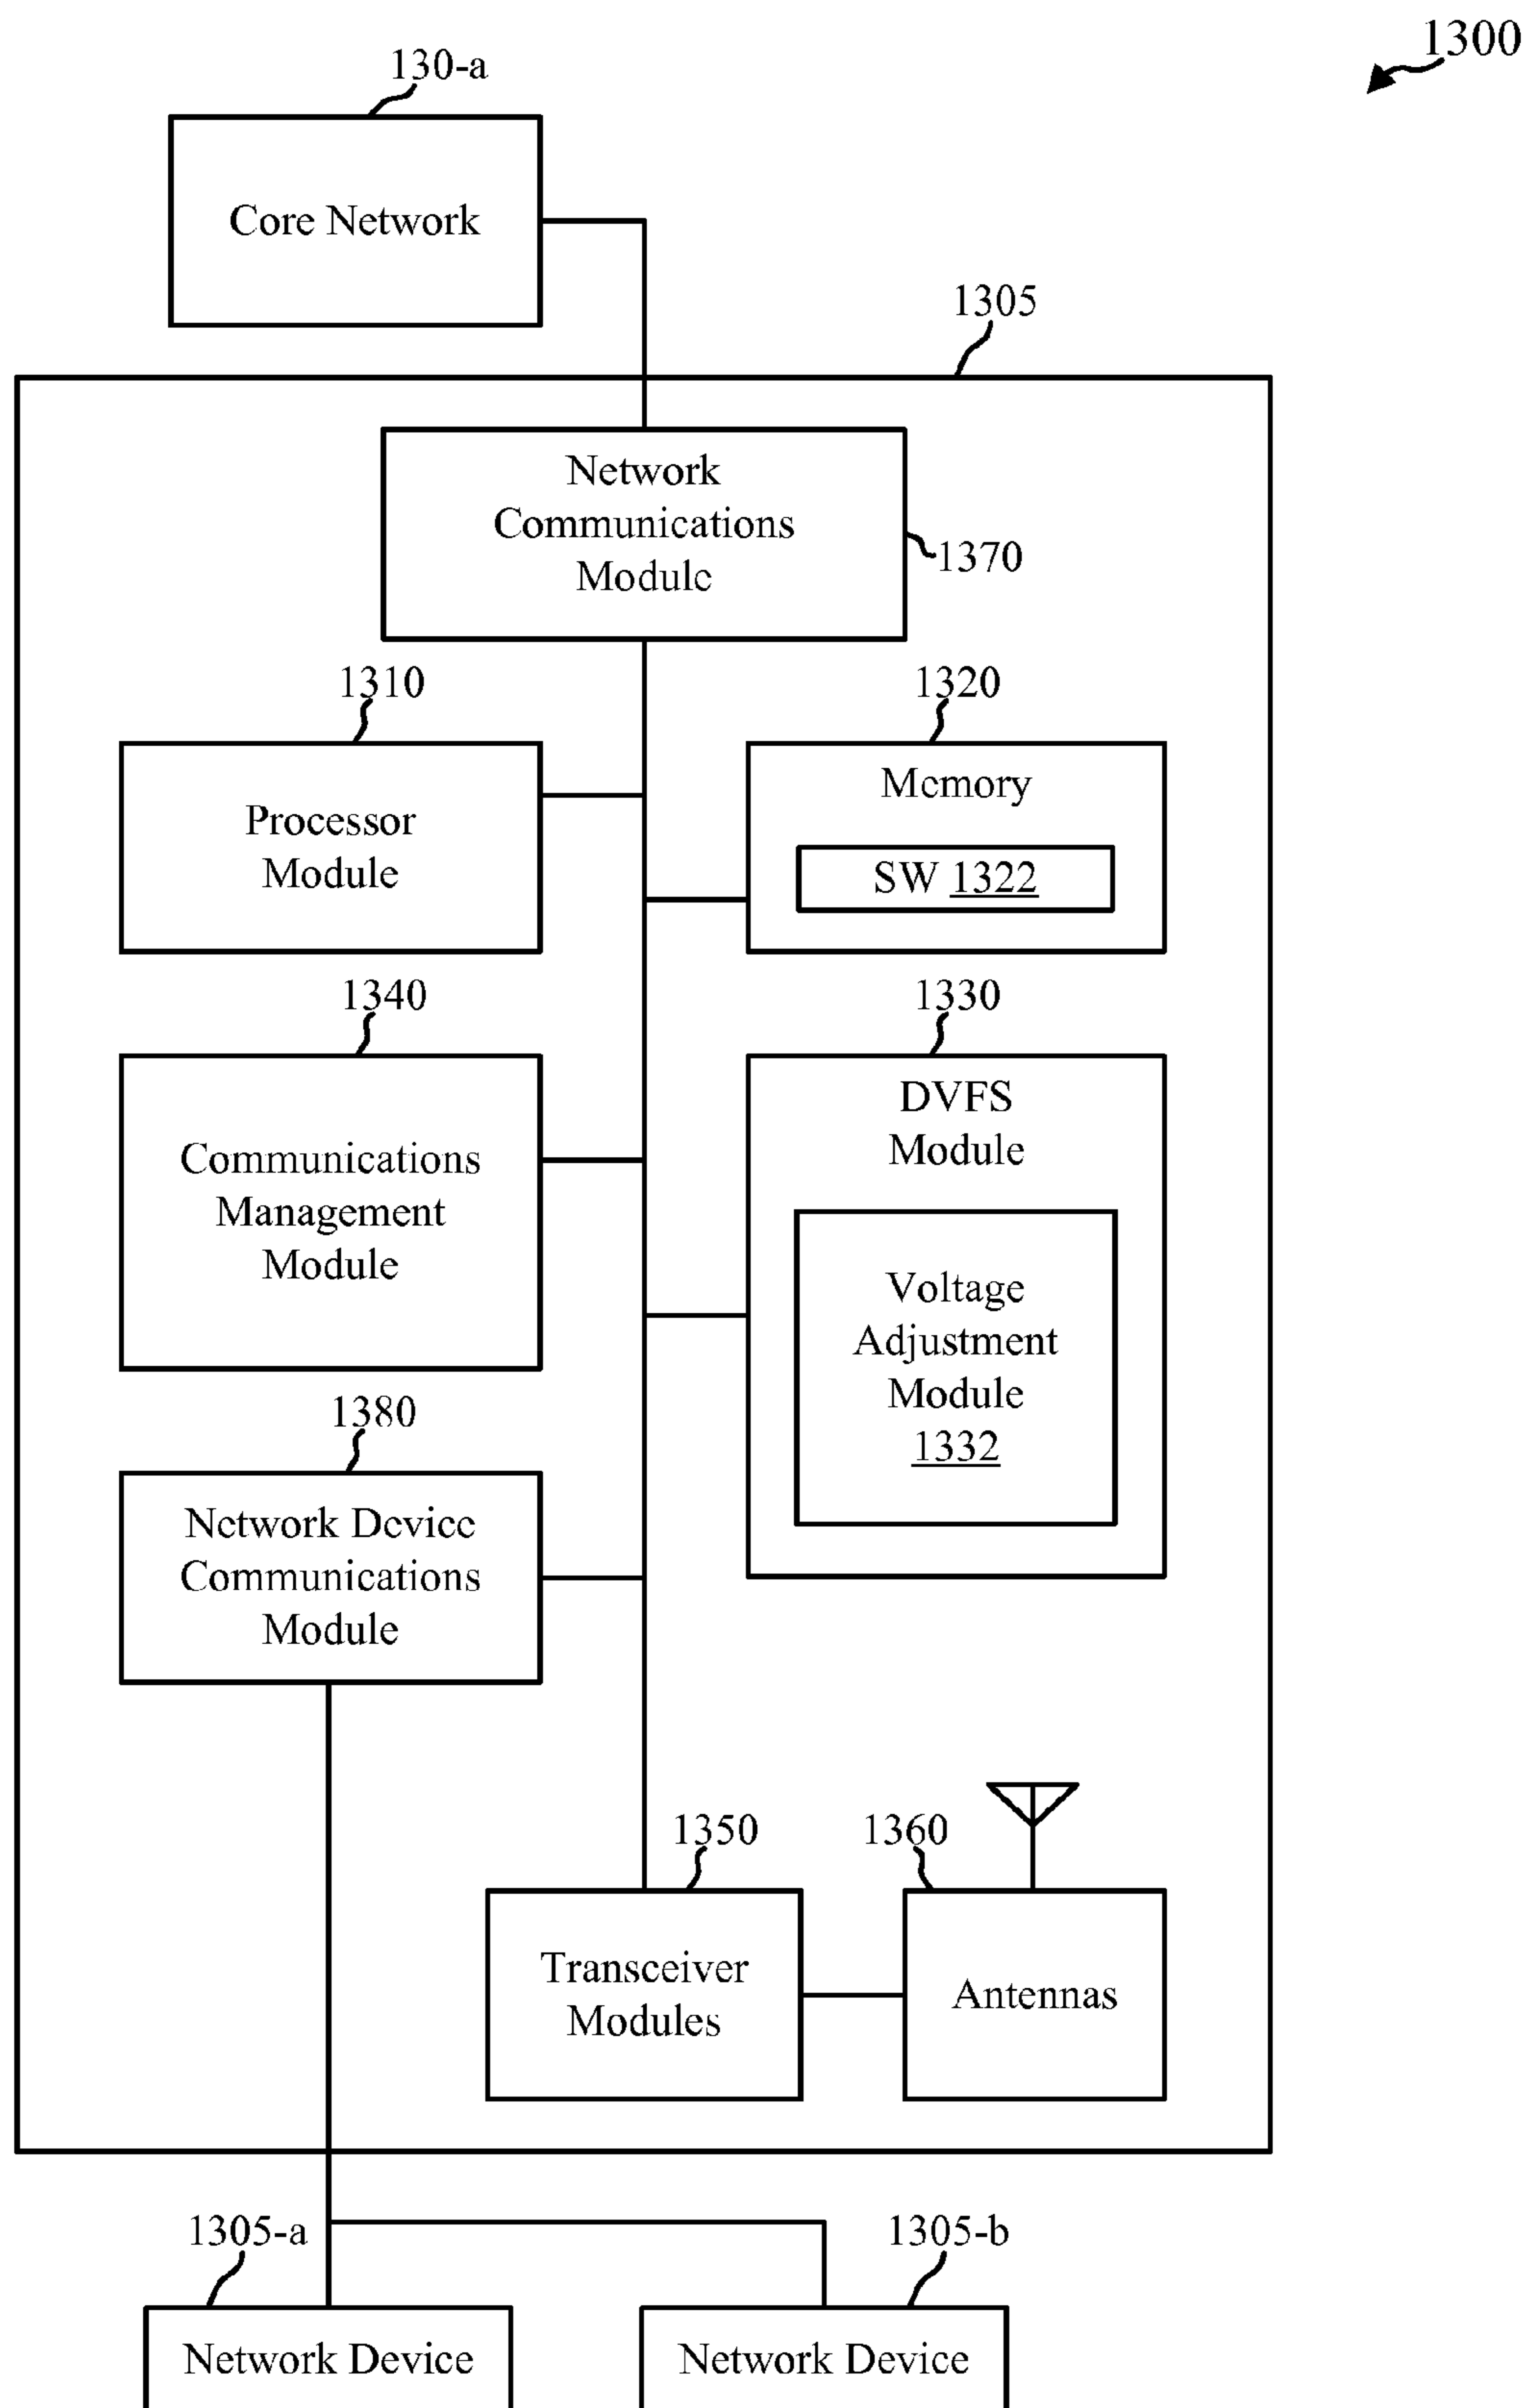 1300
130-a
Core Network
1305
Network
Communications
Module
1370
1310
Processor
Module
1320
Memory
SW 1322
1340
Communications
Management
Module
1330
DVFS
Module
Voltage
Adjustment
Module
1332
1380
Network Device
Communications
Module
1350
Transceiver
Modules
1360
Antennas
1305-a
Network Device
1305-b
Network Device